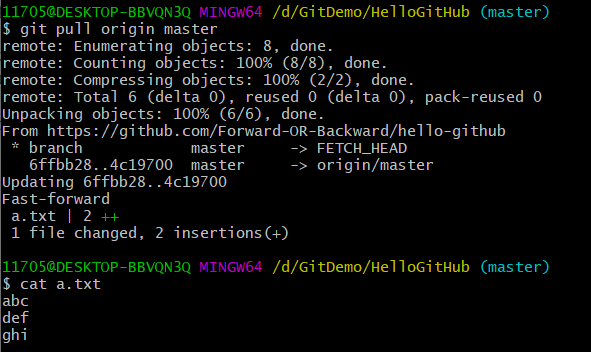 11705@DESKTOP-BBVQN3Q MINGW64 /d/GitDemo/HelloGitHub (master)
$ git pull origin master
remote: Enumerating objects: 8, done.
remote: Counting objects: 100% (8/8), done.
remote: Compressing objects: 100% (2/2), done.
remote: Total 6 (delta 0), reused 0 (delta 0), pack-reused 0
Unpacking objects: 100% (6/6), done.
From https://github.com/Forward-OR-Backward/hello-github
 * branch            master     -> FETCH_HEAD
   6ffbb28..4c19700  master     -> origin/master
Updating 6ffbb28..4c19700
Fast-forward
 a.txt | 2 ++
 1 file changed, 2 insertions(+)
11705@DESKTOP-BBVQN3Q MINGW64 /d/GitDemo/HelloGitHub (master)
$ cat a.txt
abc
def
ghi